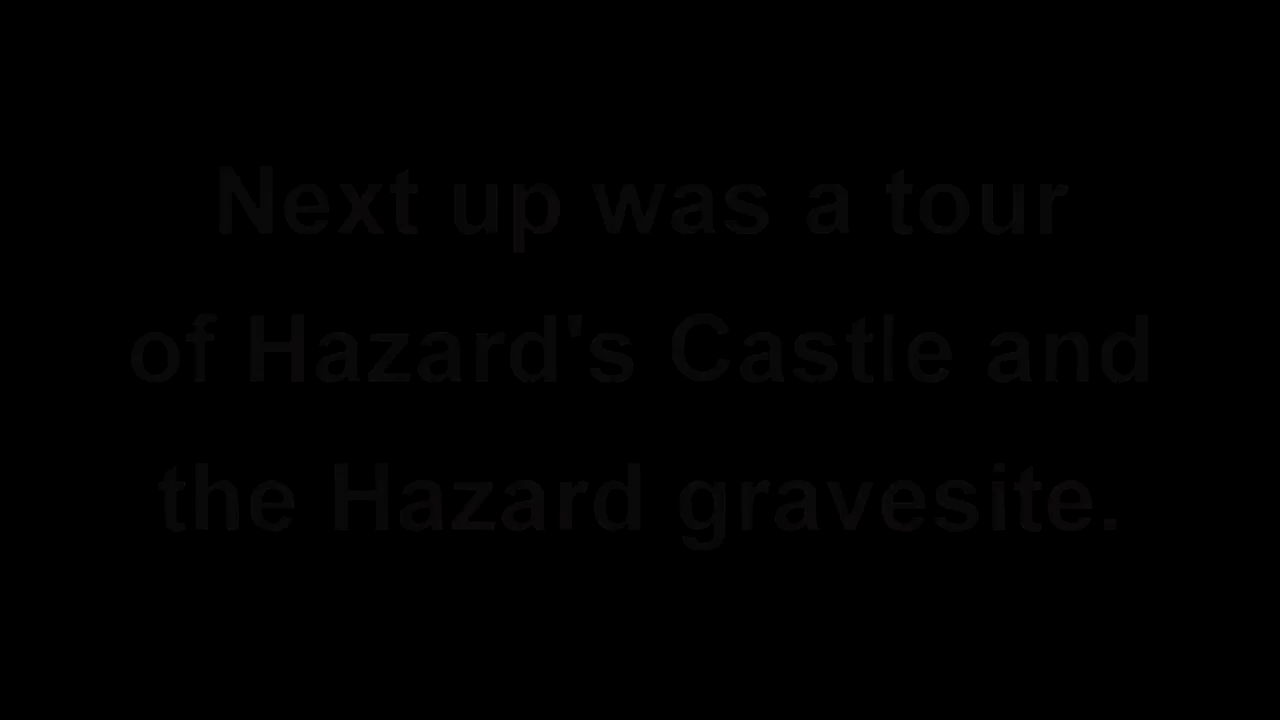 Next up was a tour
of Hazard's Castle and
the Hazard gravesite.